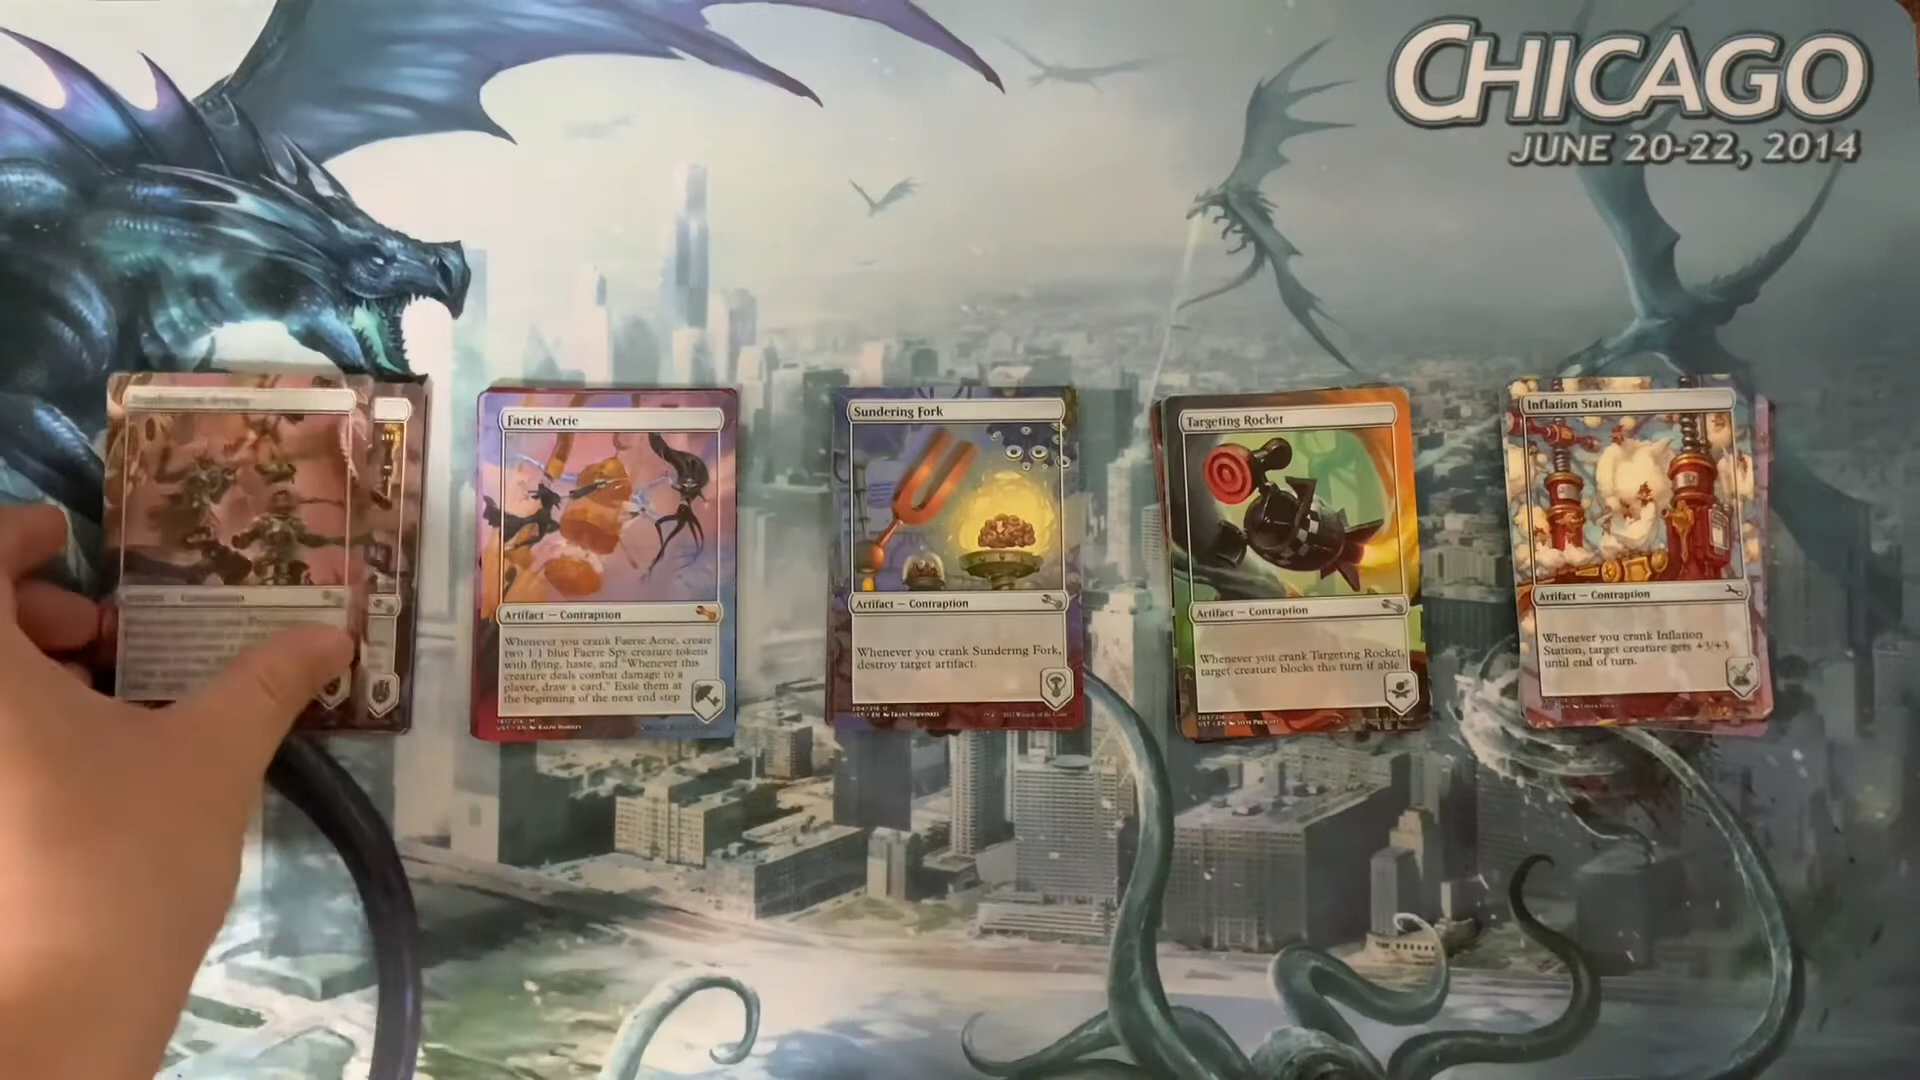 CHICAGO
JUNE 20-22, 2014
Faerie Aerie
Artifact — Contraption
Whenever you crank Faerie Aerie, create
two 1/1 blue Faerie Spy creature tokens
with flying, haste, and "Whenever this
creature deals combat damage to a
player, draw a card." Exile them at
the beginning of the next end step
Sundering Fork
Artifact — Contraption
Whenever you crank Sundering Fork,
destroy target artifact.
Targeting Rocket
Artifact — Contraption
Whenever you crank Targeting Rocket,
target creature blocks this turn if able.
Inflation Station
Artifact — Contraption
Whenever you crank Inflation
Station, target creature gets +3/+3
until end of turn.